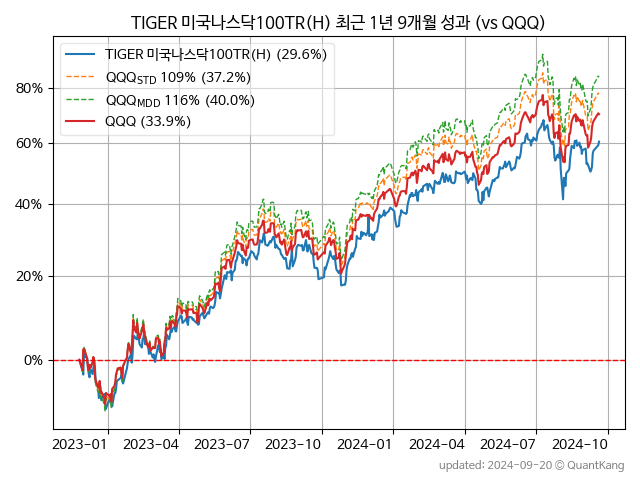 TIGER 미국나스닥100TR(H) 최근 1년 9개월 성과 (vs QQQ)
TIGER 미국나스닥100TR(H) (29.6%)
QQQSTD 109% (37.2%)
QQQMDD 116% (40.0%)
QQQ (33.9%)
80%
60%
40%
20%
0%
2023-01 2023-04 2023-07 2023-10 2024-01 2024-04 2024-07 2024-10
updated: 2024-09-20 © QuantKang